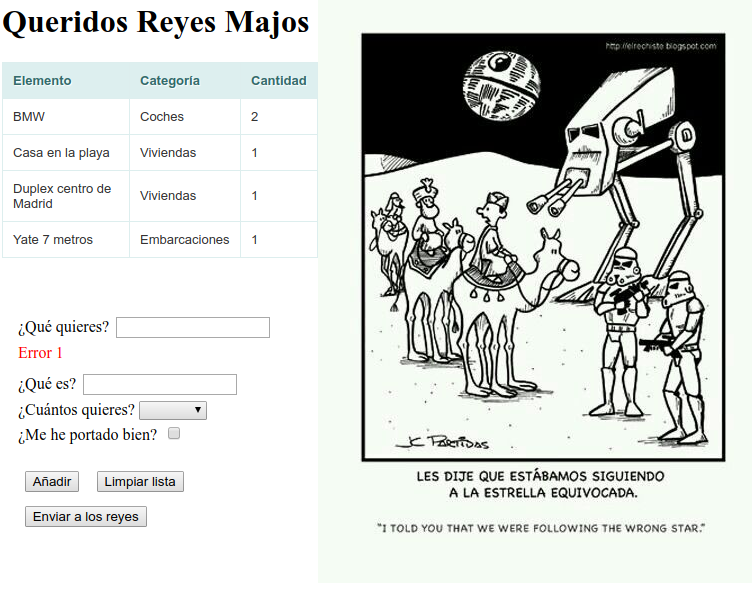 Queridos Reyes Majos
Elemento Categoría Cantidad
BMW Coches 2
Casa en la playa Viviendas 1
Duplex centro de
Madrid Viviendas 1
Yate 7 metros Embarcaciones 1
¿Qué quieres?
Error 1
¿Qué es?
¿Cuántos quieres?
¿Me he portado bien?
Añadir Limpiar lista
Enviar a los reyes
http://elrechiste.blogspot.com
JC Partidas
LES DIJE QUE ESTÁBAMOS SIGUIENDO
A LA ESTRELLA EQUIVOCADA.
"I TOLD YOU THAT WE WERE FOLLOWING THE WRONG STAR."